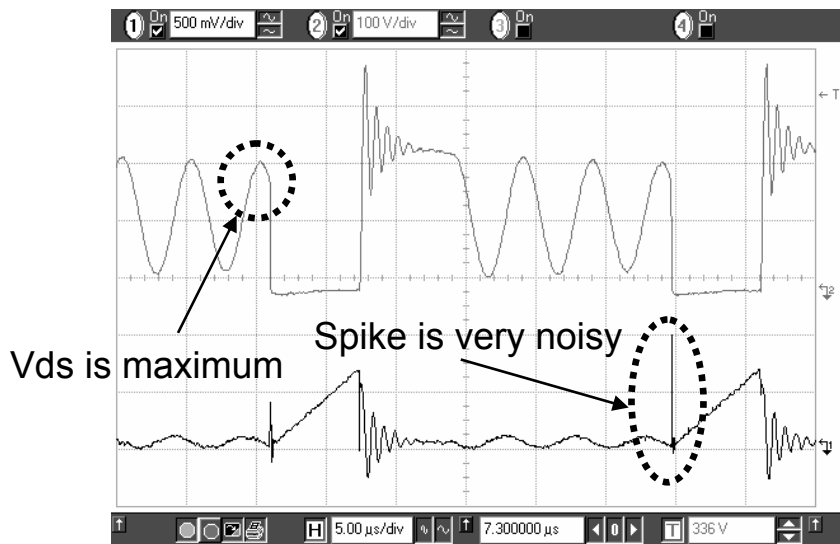 1 On 500 mV/div 2 On 100 V/div 3 On 4 On
T
2
Spike is very noisy
Vds is maximum
1
H 5.00 µs/div 7.300000 µs 0 T 336 V